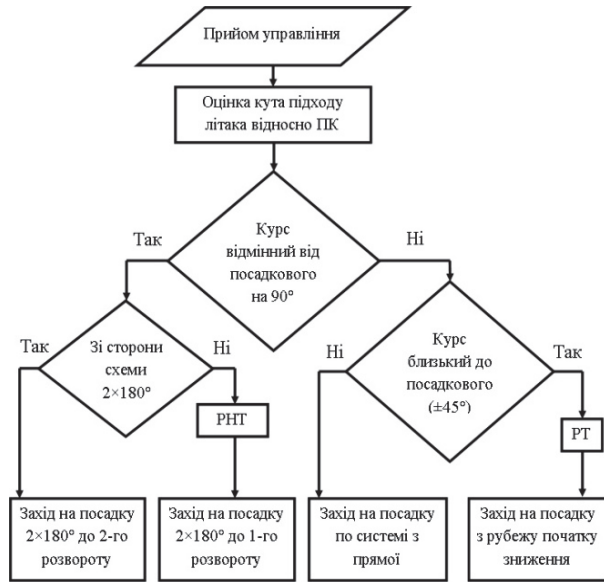 Прийом управління
Оцінка кута підходу
літака відносно ПК
Курс
відмінний від
посадкового
на 90°
Так
Ні
Зі сторони
схеми
2×180°
Так
Ні
Курс
близький до
посадкового
(±45°)
Ні
Так
РНТ
РТ
Захід на посадку
2×180° до 2-го
розвороту
Захід на посадку
2×180° до 1-го
розвороту
Захід на посадку
по системі з
прямої
Захід на посадку
з рубежу початку
зниження